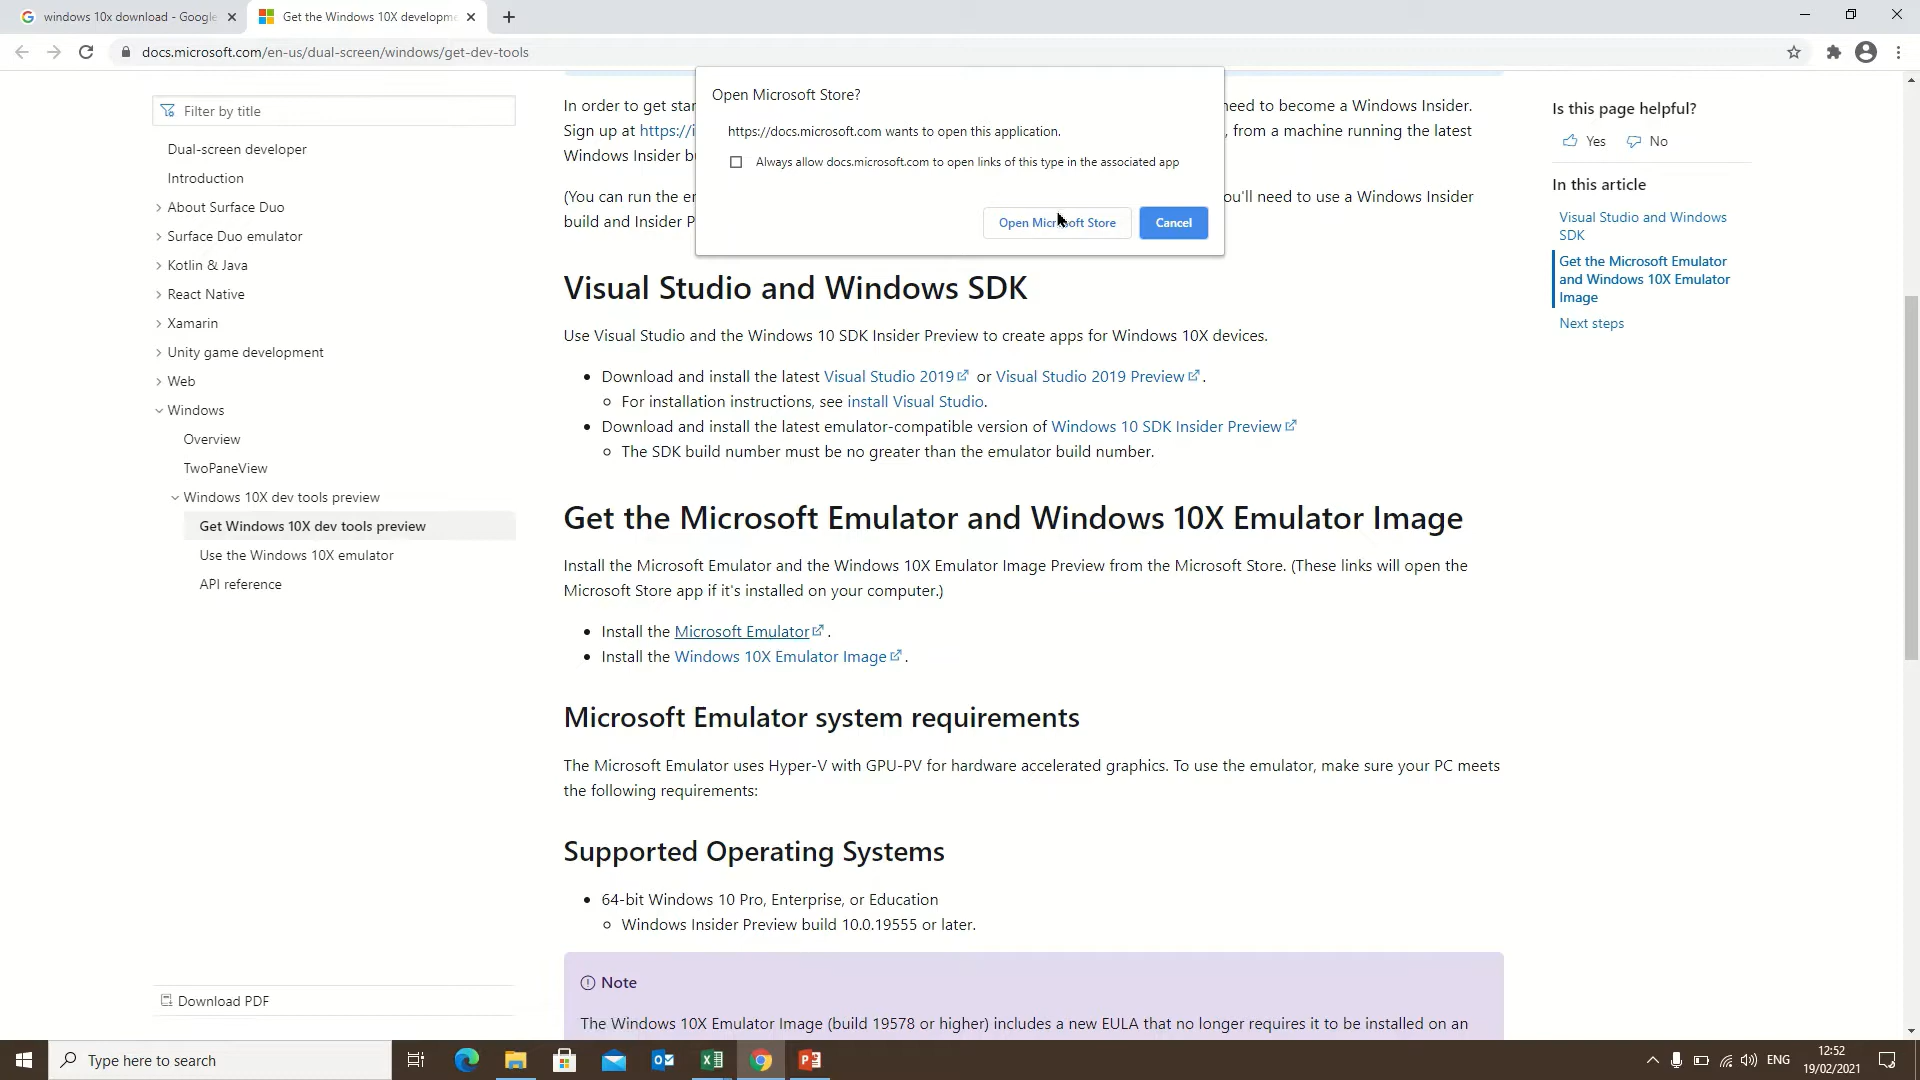 windows 10x download - Google
Get the Windows 10X developme
docs.microsoft.com/en-us/dual-screen/windows/get-dev-tools
Open Microsoft Store?
https://docs.microsoft.com wants to open this application.
Always allow docs.microsoft.com to open links of this type in the associated app
Open Microsoft Store
Cancel
Filter by title
Dual-screen developer
Introduction
About Surface Duo
Surface Duo emulator
Kotlin & Java
React Native
Xamarin
Unity game development
Web
Windows
Overview
TwoPaneView
Windows 10X dev tools preview
Get Windows 10X dev tools preview
Use the Windows 10X emulator
API reference
Download PDF
In order to get star need to become a Windows Insider.
Sign up at https://i , from a machine running the latest
Windows Insider bu
(You can run the en ou'll need to use a Windows Insider
build and Insider P
Visual Studio and Windows SDK
Use Visual Studio and the Windows 10 SDK Insider Preview to create apps for Windows 10X devices.
Download and install the latest Visual Studio 2019 or Visual Studio 2019 Preview .
For installation instructions, see install Visual Studio.
Download and install the latest emulator-compatible version of Windows 10 SDK Insider Preview
The SDK build number must be no greater than the emulator build number.
Get the Microsoft Emulator and Windows 10X Emulator Image
Install the Microsoft Emulator and the Windows 10X Emulator Image Preview from the Microsoft Store. (These links will open the
Microsoft Store app if it's installed on your computer.)
Install the Microsoft Emulator .
Install the Windows 10X Emulator Image .
Microsoft Emulator system requirements
The Microsoft Emulator uses Hyper-V with GPU-PV for hardware accelerated graphics. To use the emulator, make sure your PC meets
the following requirements:
Supported Operating Systems
64-bit Windows 10 Pro, Enterprise, or Education
Windows Insider Preview build 10.0.19555 or later.
Note
The Windows 10X Emulator Image (build 19578 or higher) includes a new EULA that no longer requires it to be installed on an
Is this page helpful?
Yes No
In this article
Visual Studio and Windows
SDK
Get the Microsoft Emulator
and Windows 10X Emulator
Image
Next steps
Type here to search
ENG
12:52
19/02/2021